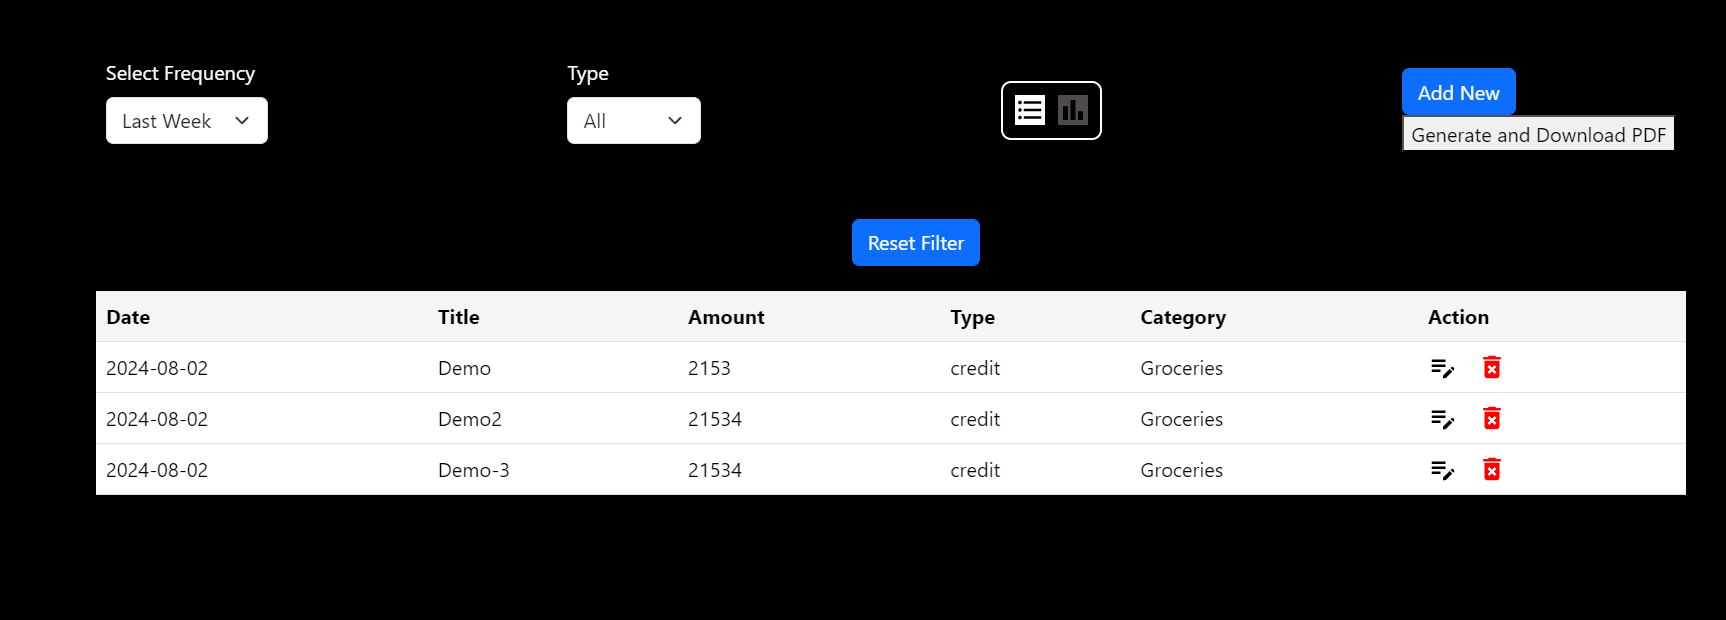 Select Frequency
Type
Last Week
All
Add New
Generate and Download PDF
Reset Filter
Date Title Amount Type Category Action
2024-08-02 Demo 2153 credit Groceries
2024-08-02 Demo2 21534 credit Groceries
2024-08-02 Demo-3 21534 credit Groceries